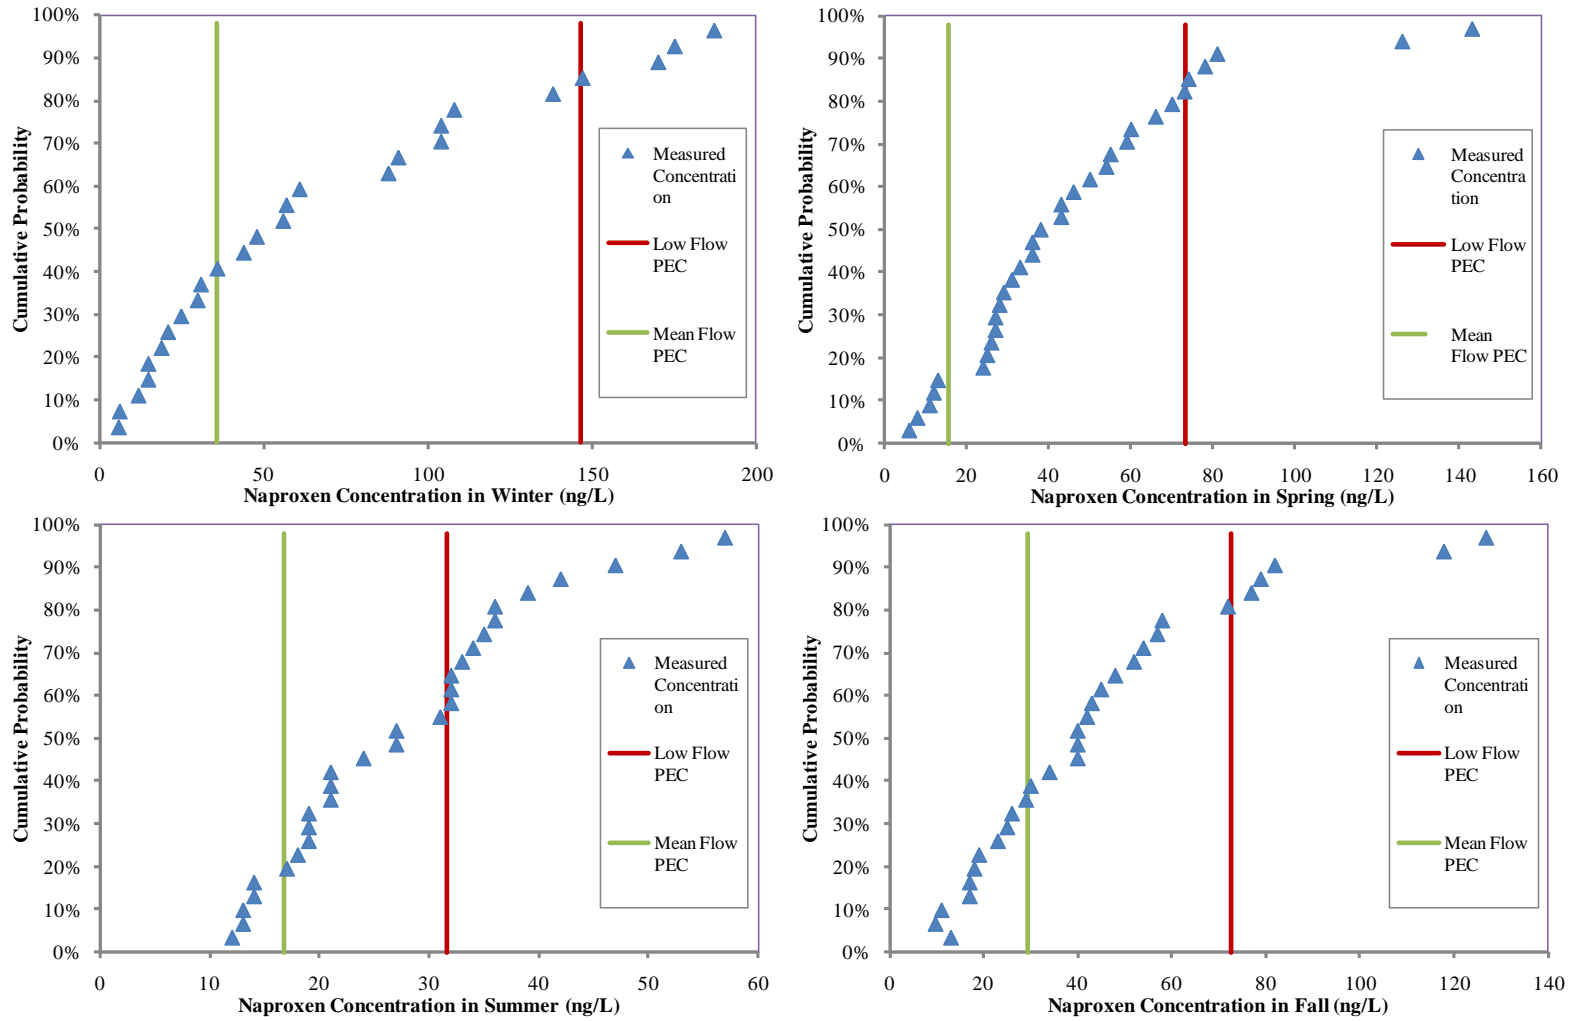 100%
90%
80%
70%
60%
50%
40%
30%
20%
10%
0%
Cumulative Probability
0
50
100
150
200
Naproxen Concentration in Winter (ng/L)
Measured
Concentrati
on
Low Flow
PEC
Mean Flow
PEC
100%
90%
80%
70%
60%
50%
40%
30%
20%
10%
0%
Cumulative Probability
0
20
40
60
80
100
120
140
160
Naproxen Concentration in Spring (ng/L)
Measured
Concentra
tion
Low Flow
PEC
Mean
Flow PEC
100%
90%
80%
70%
60%
50%
40%
30%
20%
10%
0%
Cumulative Probability
0
10
20
30
40
50
60
Naproxen Concentration in Summer (ng/L)
Measured
Concentrati
on
Low Flow
PEC
Mean Flow
PEC
100%
90%
80%
70%
60%
50%
40%
30%
20%
10%
0%
Cumulative Probability
0
20
40
60
80
100
120
140
Naproxen Concentration in Fall (ng/L)
Measured
Concentrati
on
Low Flow
PEC
Mean Flow
PEC